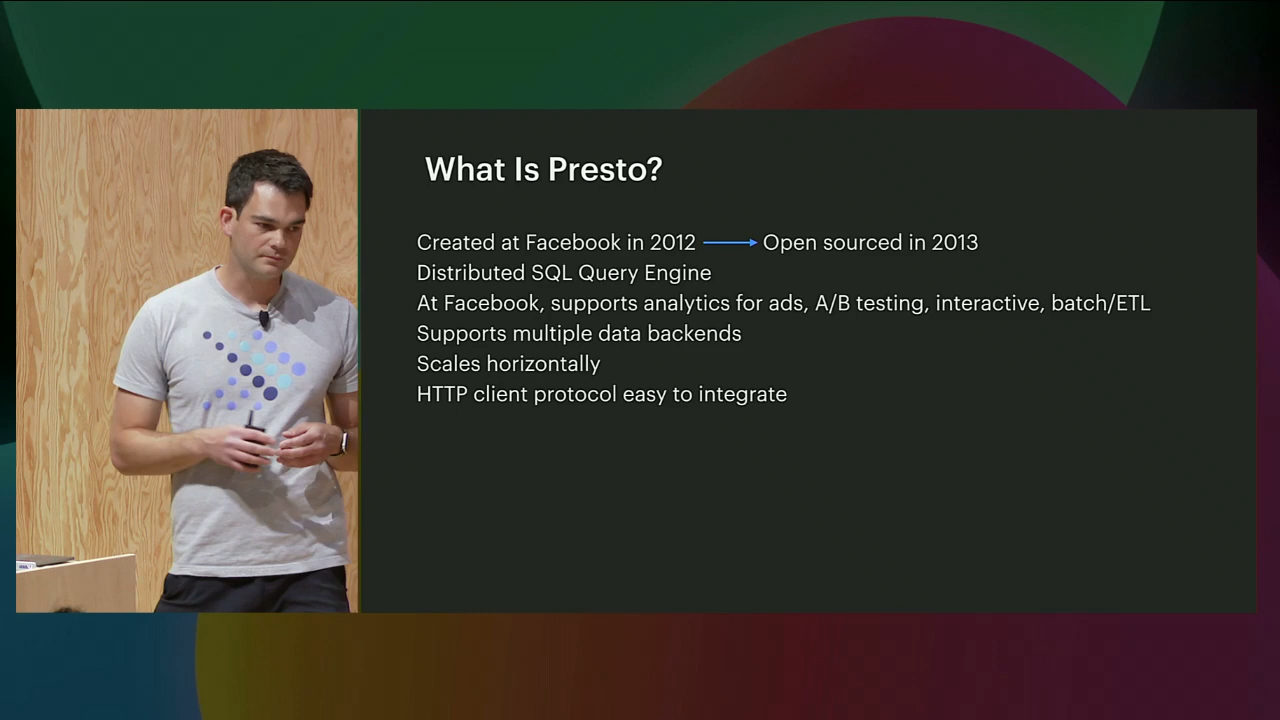 What Is Presto?
Created at Facebook in 2012 → Open sourced in 2013
Distributed SQL Query Engine
At Facebook, supports analytics for ads, A/B testing, interactive, batch/ETL
Supports multiple data backends
Scales horizontally
HTTP client protocol easy to integrate